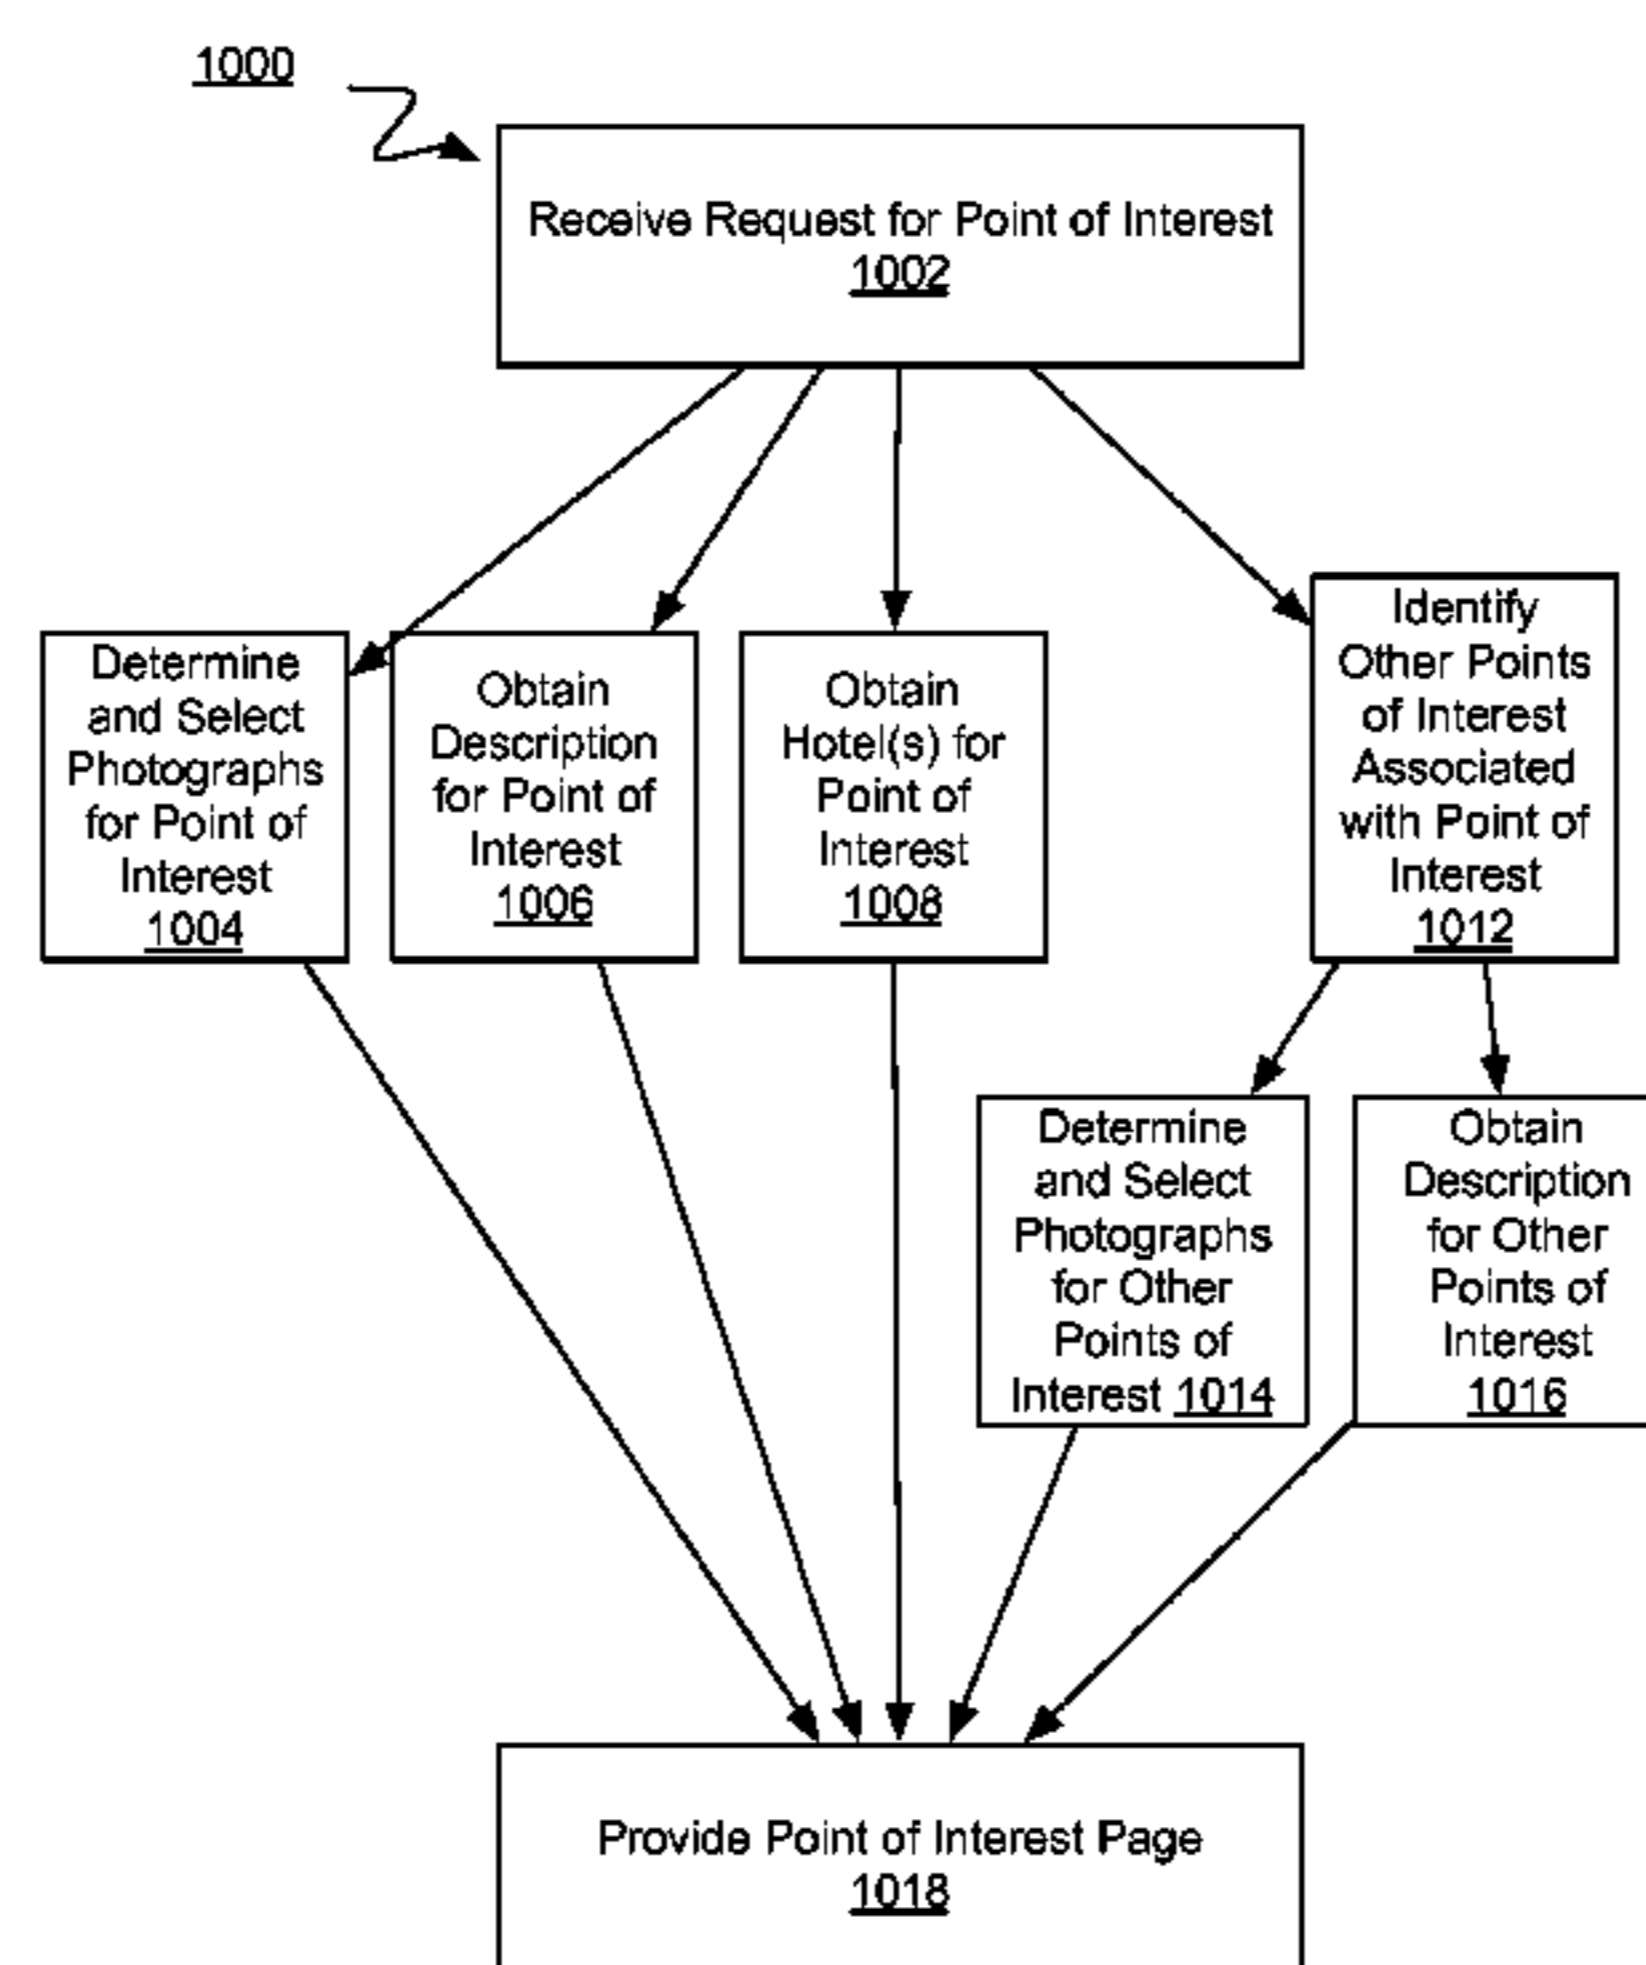 1000
Receive Request for Point of Interest
1002
Determine
and Select
Photographs
for Point of
Interest
1004
Obtain
Description
for Point of
Interest
1006
Obtain
Hotel(s) for
Point of
Interest
1008
Identify
Other Points
of Interest
Associated
with Point of
Interest
1012
Determine
and Select
Photographs
for Other
Points of
Interest 1014
Obtain
Description
for Other
Points of
Interest
1016
Provide Point of Interest Page
1018